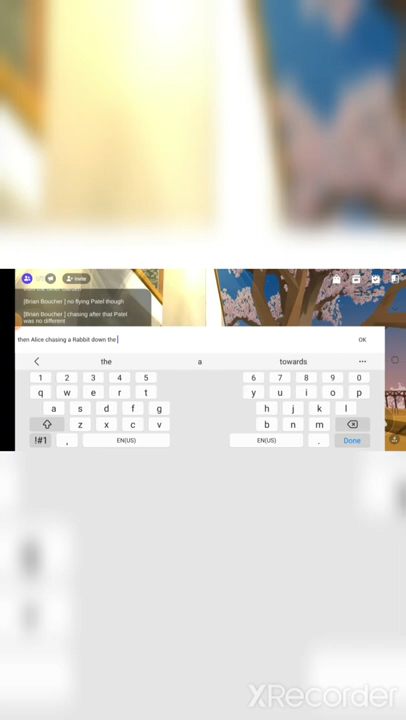 Invite
[Brian Boucher ] no flying Patel though
[Brian Boucher ] chasing after that Patel
was no different
then Alice chasing a Rabbit down the
OK
the a towards
1 2 3 4 5 6 7 8 9 0
q w e r t y u i o p
a s d f g h j k l
z x c v b n m
!#1 , EN(US) EN(US) . Done
XRecorder